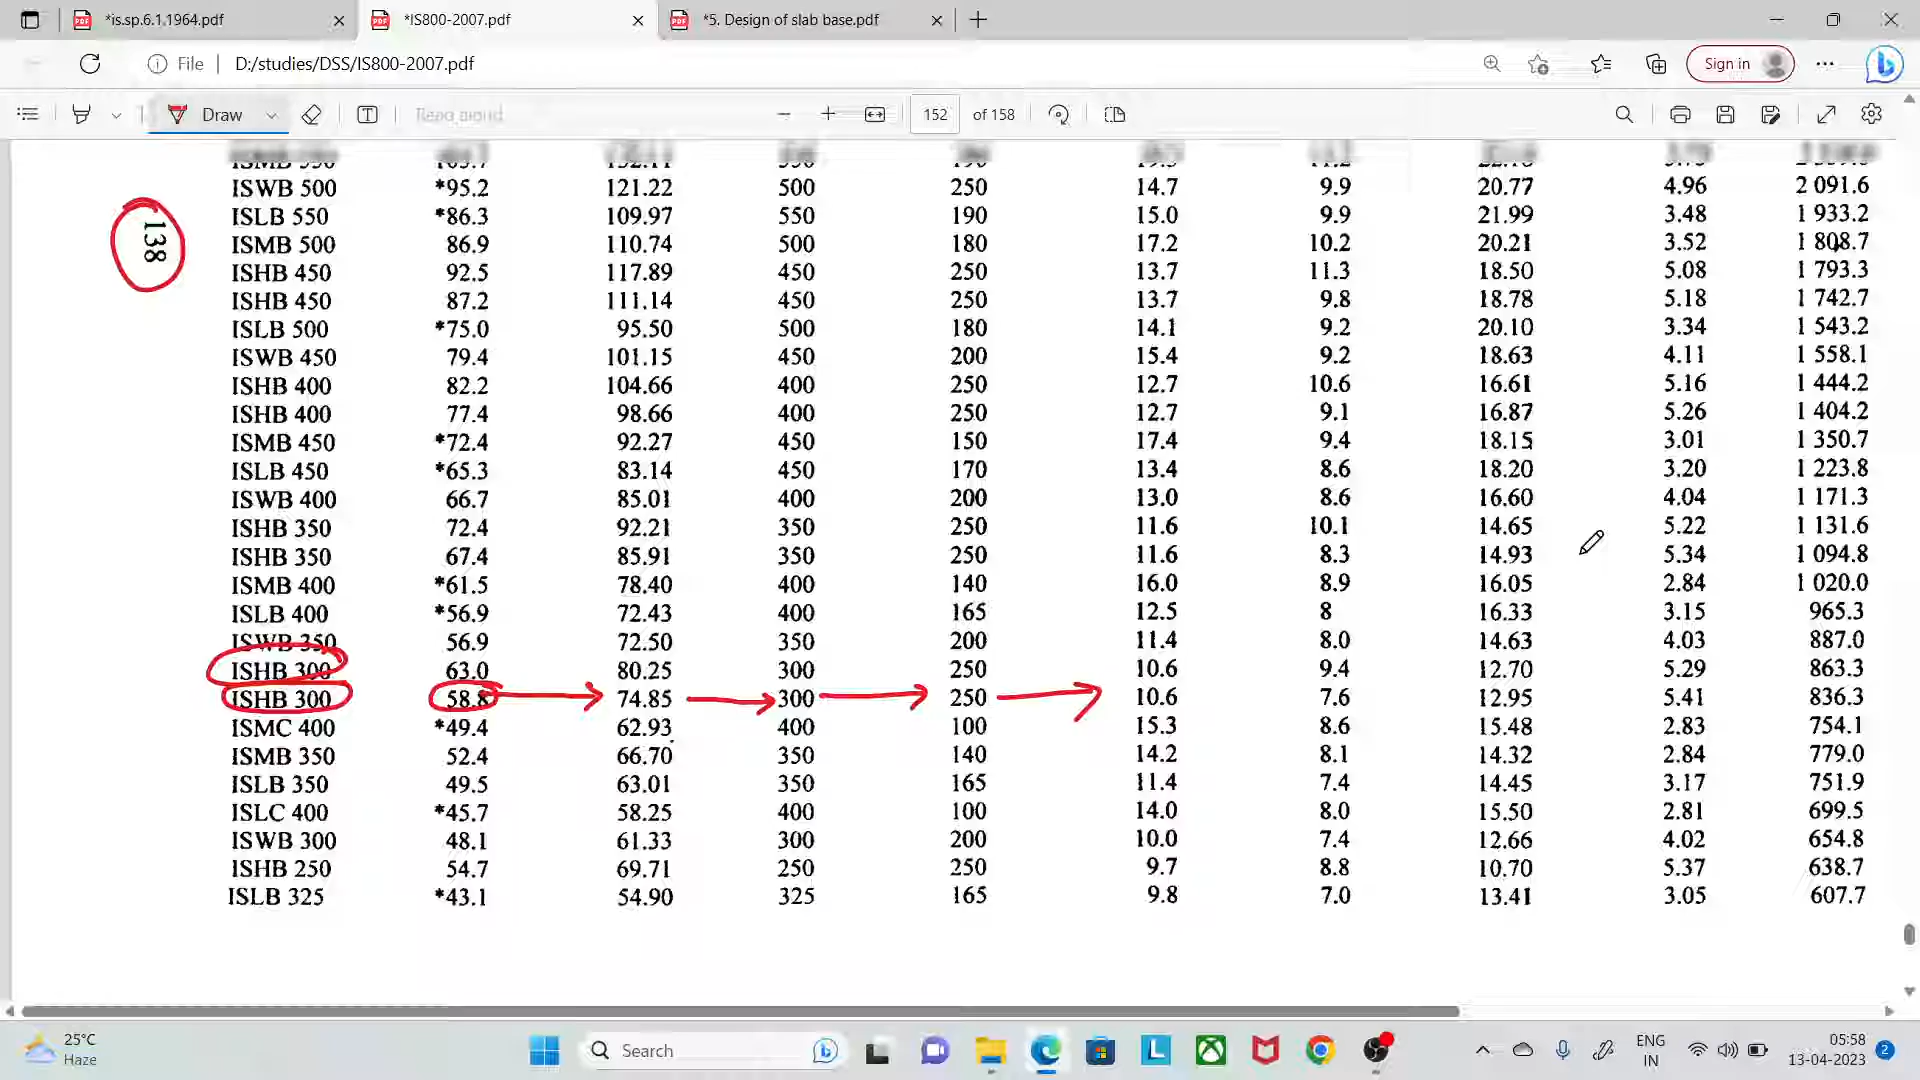 *is.sp.6.1.1964.pdf
*IS800-2007.pdf
*5. Design of slab base.pdf
File D:/studies/DSS/IS800-2007.pdf
Sign in
Draw
Read aloud
152 of 158
ISWB 500 *95.2 121.22 500 250 14.7 9.9 20.77 4.96 2 091.6
ISLB 550 *86.3 109.97 550 190 15.0 9.9 21.99 3.48 1 933.2
ISMB 500 86.9 110.74 500 180 17.2 10.2 20.21 3.52 1 808.7
ISHB 450 92.5 117.89 450 250 13.7 11.3 18.50 5.08 1 793.3
ISHB 450 87.2 111.14 450 250 13.7 9.8 18.78 5.18 1 742.7
ISLB 500 *75.0 95.50 500 180 14.1 9.2 20.10 3.34 1 543.2
ISWB 450 79.4 101.15 450 200 15.4 9.2 18.63 4.11 1 558.1
ISHB 400 82.2 104.66 400 250 12.7 10.6 16.61 5.16 1 444.2
ISHB 400 77.4 98.66 400 250 12.7 9.1 16.87 5.26 1 404.2
ISMB 450 *72.4 92.27 450 150 17.4 9.4 18.15 3.01 1 350.7
ISLB 450 *65.3 83.14 450 170 13.4 8.6 18.20 3.20 1 223.8
ISWB 400 66.7 85.01 400 200 13.0 8.6 16.60 4.04 1 171.3
ISHB 350 72.4 92.21 350 250 11.6 10.1 14.65 5.22 1 131.6
ISHB 350 67.4 85.91 350 250 11.6 8.3 14.93 5.34 1 094.8
ISMB 400 *61.5 78.40 400 140 16.0 8.9 16.05 2.84 1 020.0
ISLB 400 *56.9 72.43 400 165 12.5 8 16.33 3.15 965.3
ISWB 350 56.9 72.50 350 200 11.4 8.0 14.63 4.03 887.0
ISHB 300 63.0 80.25 300 250 10.6 9.4 12.70 5.29 863.3
ISHB 300 58.8 74.85 300 250 10.6 7.6 12.95 5.41 836.3
ISMC 400 *49.4 62.93 400 100 15.3 8.6 15.48 2.83 754.1
ISMB 350 52.4 66.70 350 140 14.2 8.1 14.32 2.84 779.0
ISLB 350 49.5 63.01 350 165 11.4 7.4 14.45 3.17 751.9
ISLC 400 *45.7 58.25 400 100 14.0 8.0 15.50 2.81 699.5
ISWB 300 48.1 61.33 300 200 10.0 7.4 12.66 4.02 654.8
ISHB 250 54.7 69.71 250 250 9.7 8.8 10.70 5.37 638.7
ISLB 325 *43.1 54.90 325 165 9.8 7.0 13.41 3.05 607.7
138
25°C
Haze
Search
ENG
IN
05:58
13-04-2023
2